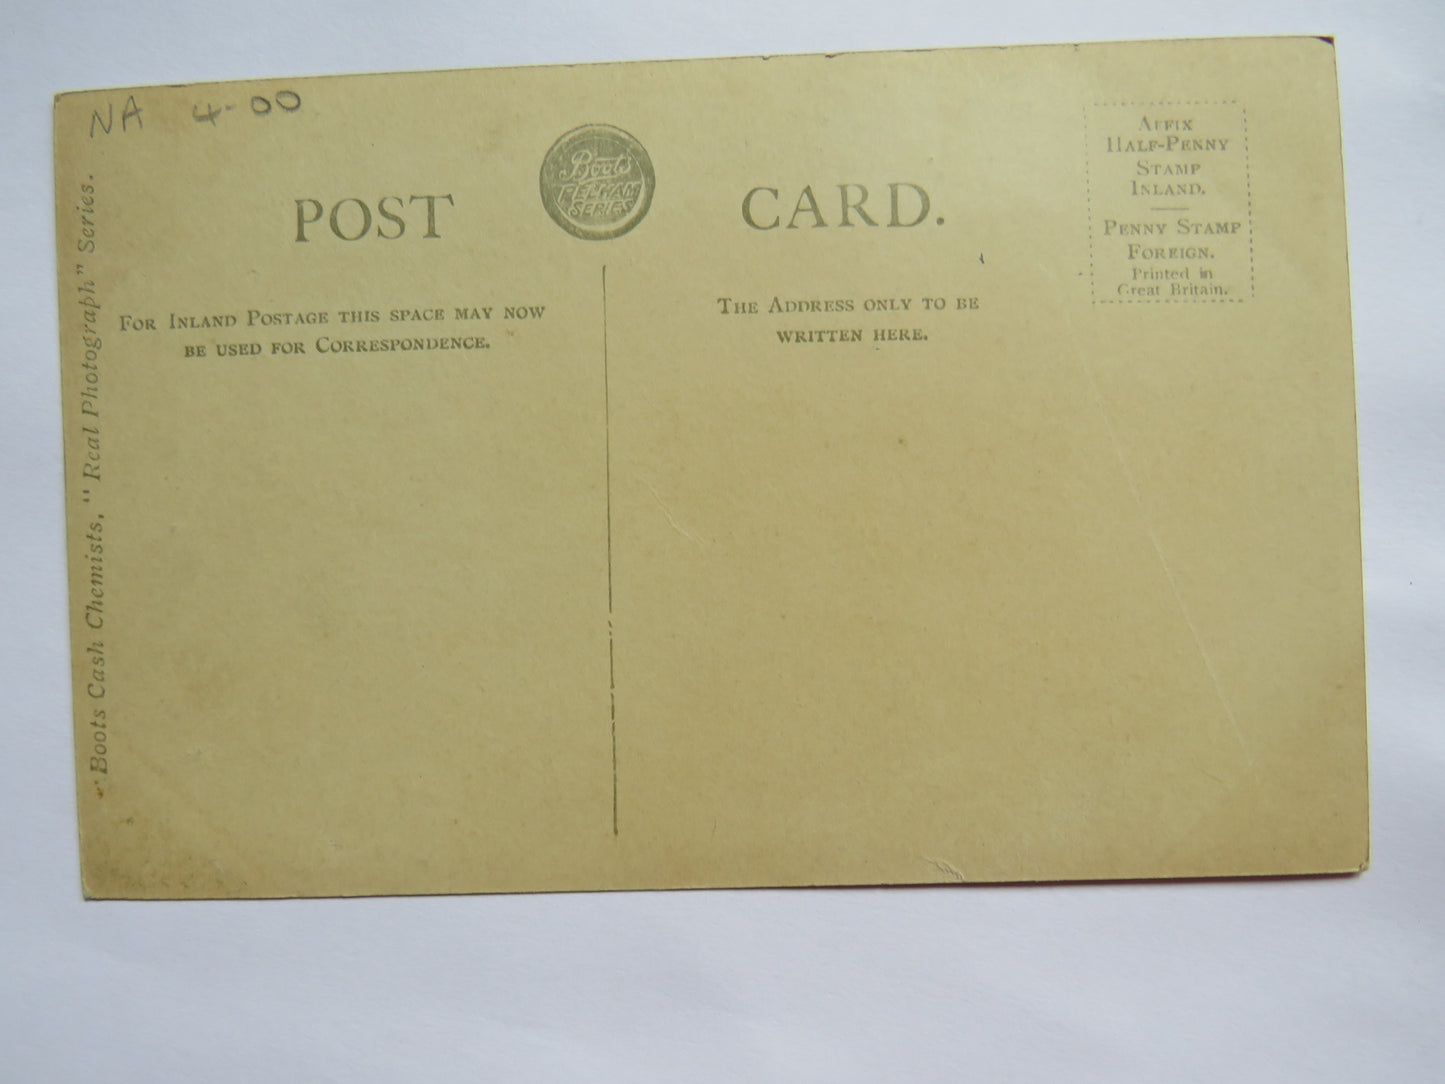 NA 4-00
POST CARD.
Boots
PELHAM
SERIES
AFFIX
HALF-PENNY
STAMP
INLAND.
PENNY STAMP
FOREIGN.
Printed in
Great Britain.
FOR INLAND POSTAGE THIS SPACE MAY NOW
BE USED FOR CORRESPONDENCE.
THE ADDRESS ONLY TO BE
WRITTEN HERE.
Boots Cash Chemists, "Real Photograph" Series.